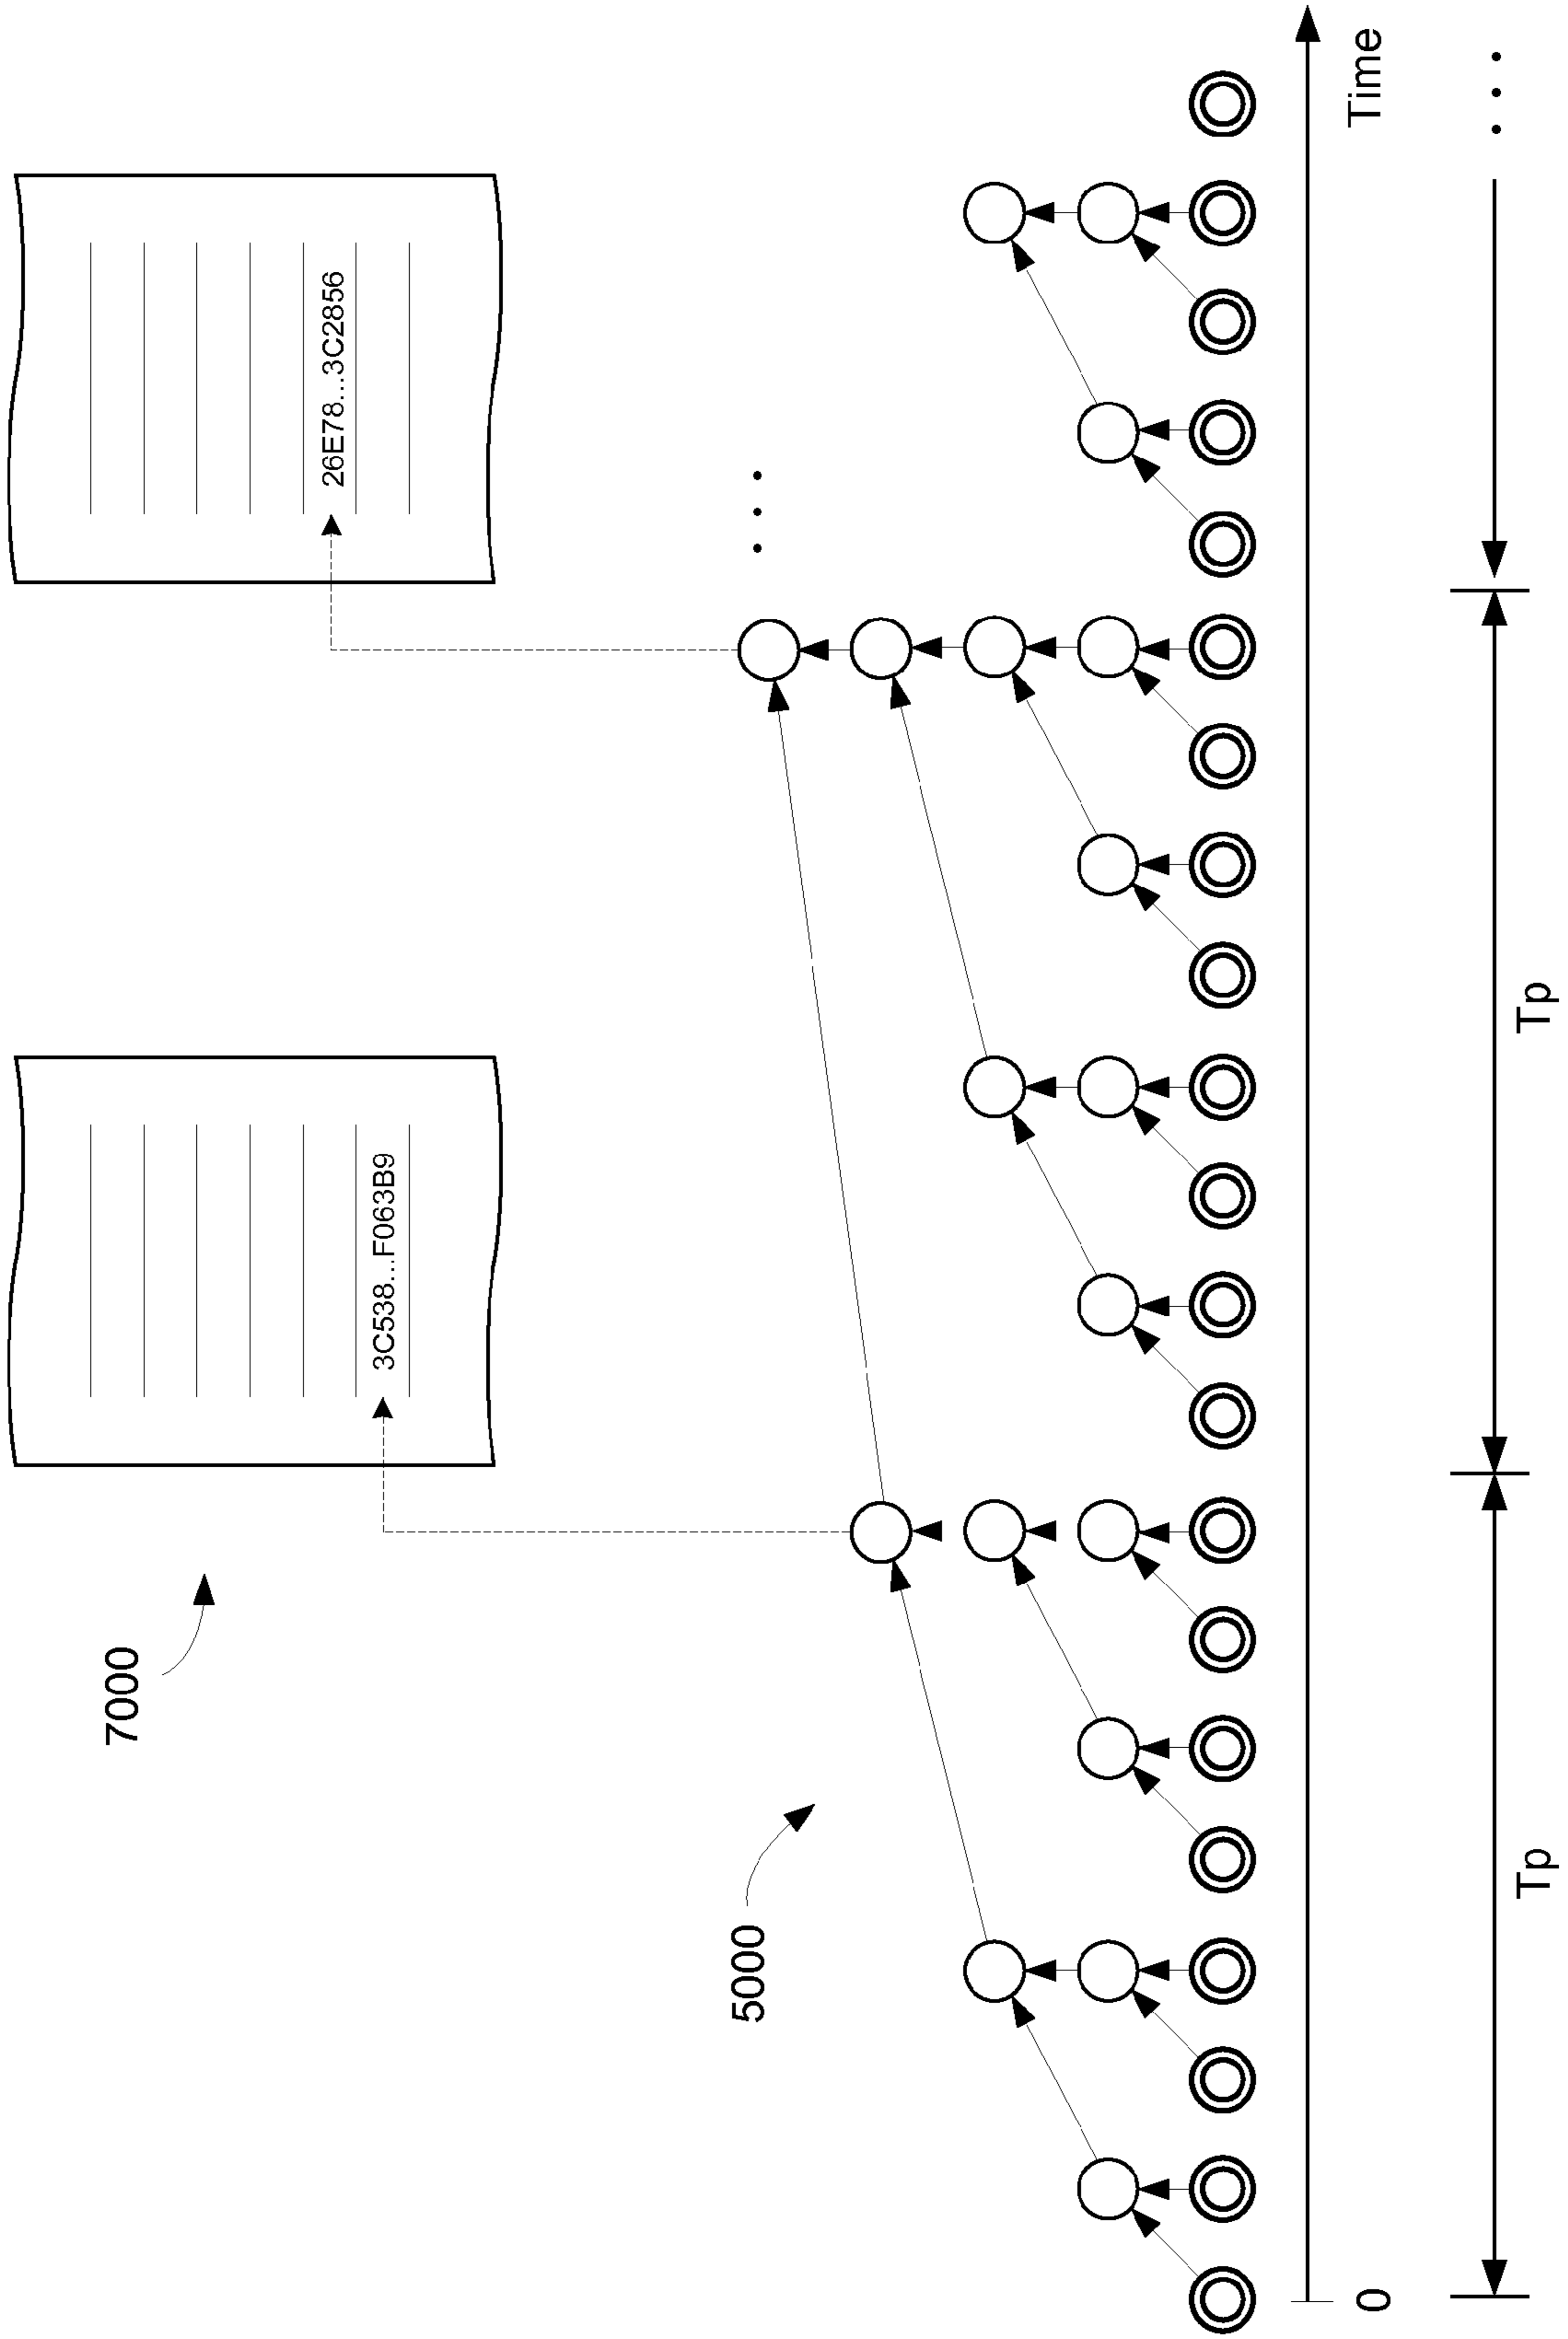 7000
3C538...F063B9
26E78...3C2856
5000
. . .
0
Time
Tp
Tp
. . .